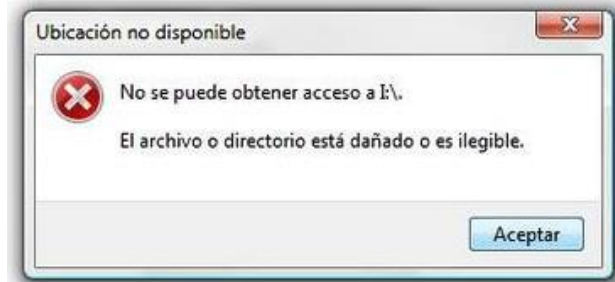 Ubicación no disponible
No se puede obtener acceso a I:\.
El archivo o directorio está dañado o es ilegible.
Aceptar